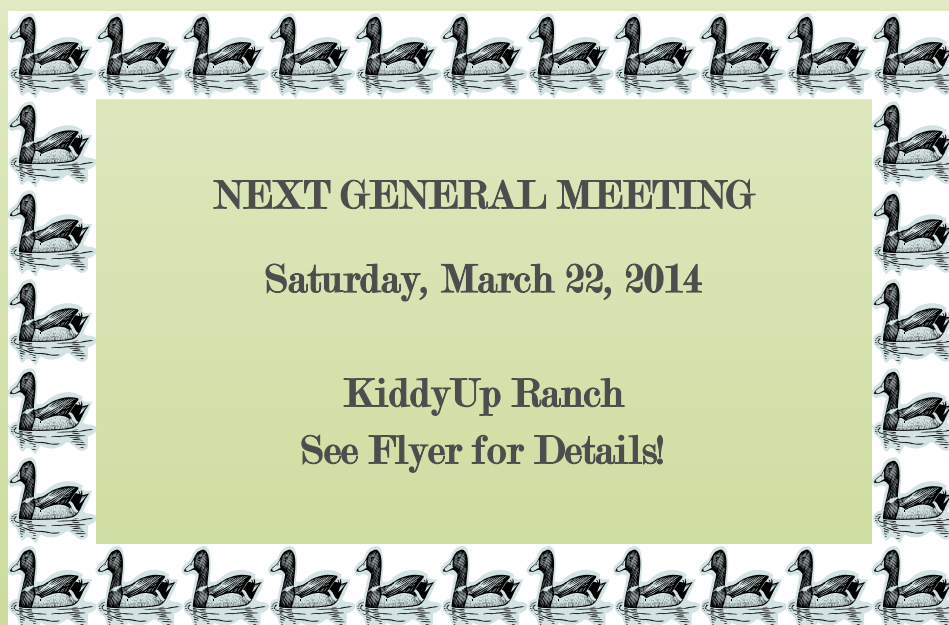 NEXT GENERAL MEETING
Saturday, March 22, 2014
KiddyUp Ranch
See Flyer for Details!